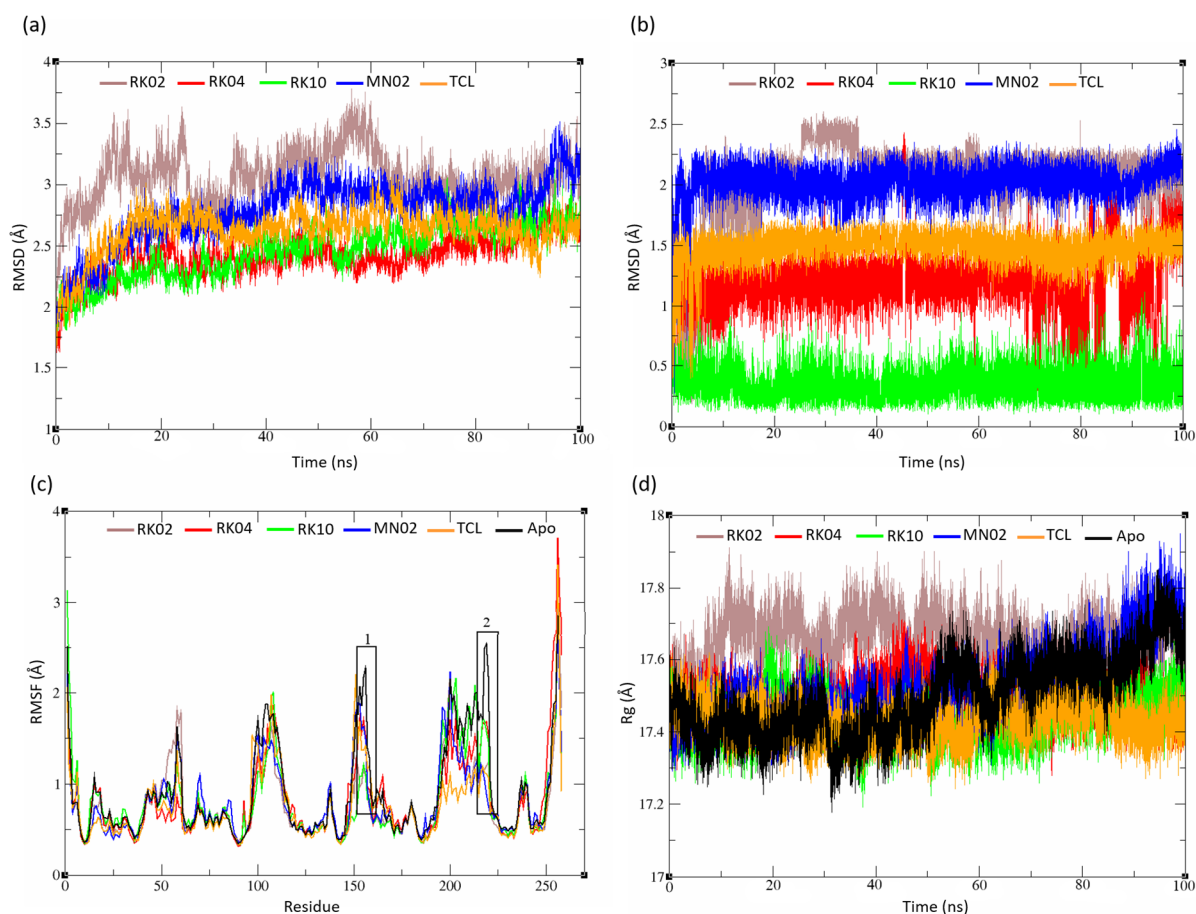 (a)
4
RK02 RK04 RK10 MN02 TCL
3.5
3
2.5
2
1.5
1
0 20 40 60 80 100
RMSD (Å)
Time (ns)
(b)
3
RK02 RK04 RK10 MN02 TCL
2.5
2
1.5
1
0.5
0
0 20 40 60 80 100
RMSD (Å)
Time (ns)
(c)
4
RK02 RK04 RK10 MN02 TCL Apo
3
2
1
0
1
2
0 50 100 150 200 250
RMSF (Å)
Residue
(d)
18
RK02 RK04 RK10 MN02 TCL Apo
17.8
17.6
17.4
17.2
17
0 20 40 60 80 100
Rg (Å)
Time (ns)